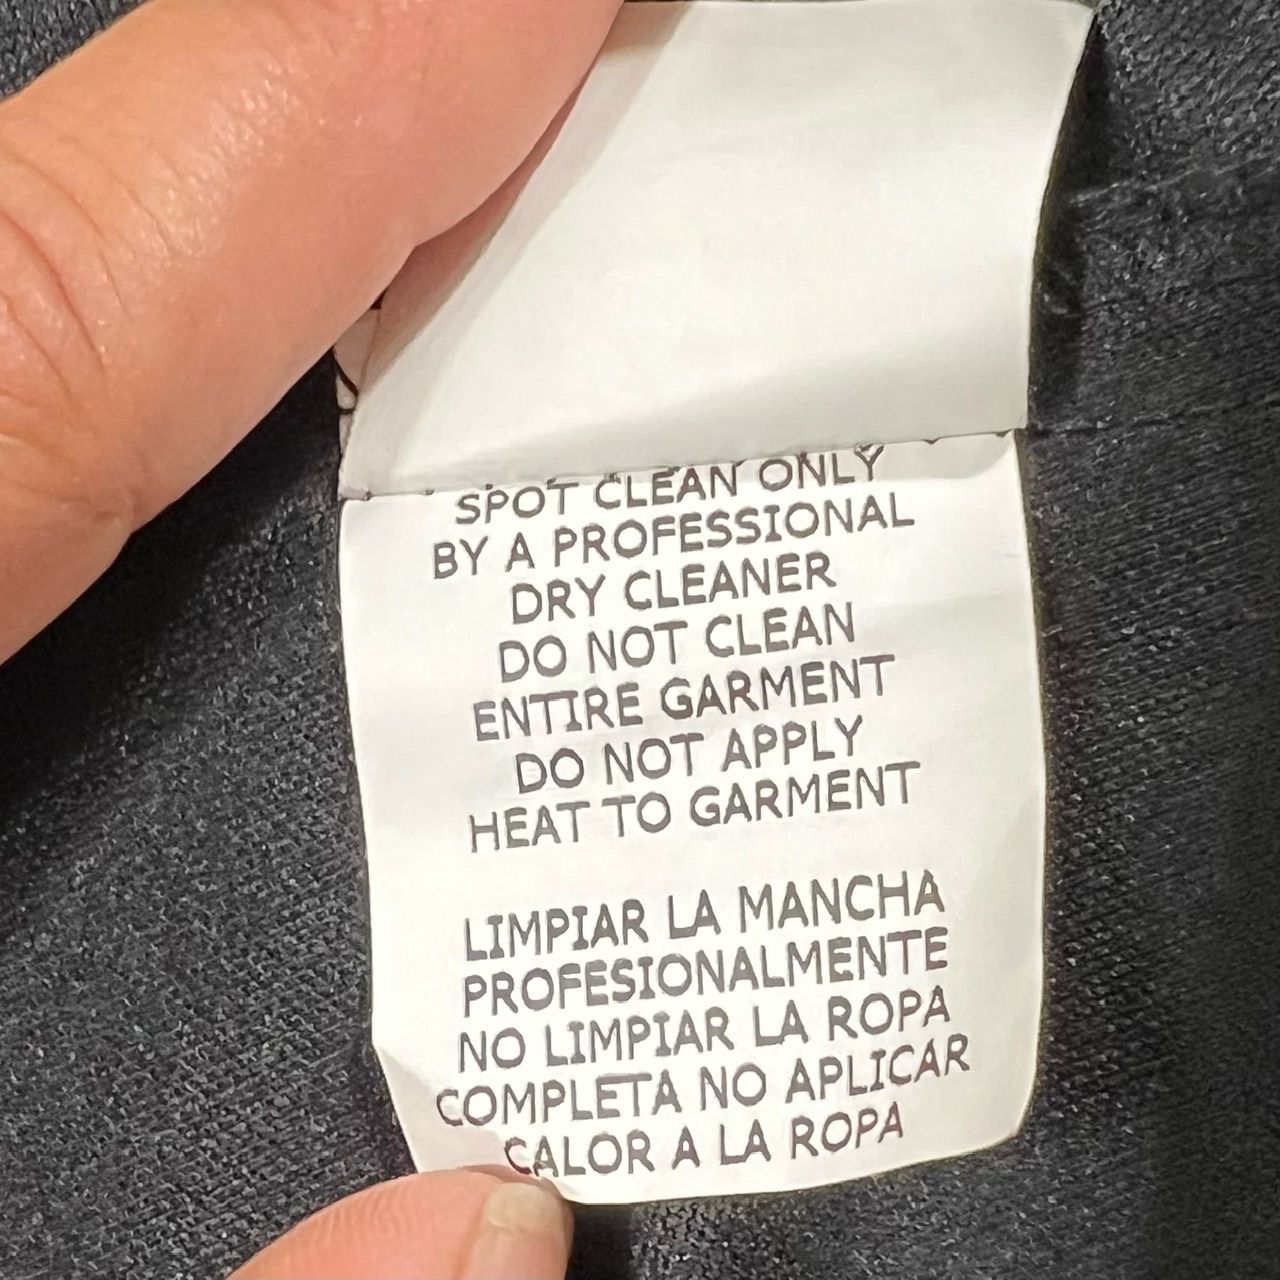 SPOT CLEAN ONLY
BY A PROFESSIONAL
DRY CLEANER
DO NOT CLEAN
ENTIRE GARMENT
DO NOT APPLY
HEAT TO GARMENT
LIMPIAR LA MANCHA
PROFESIONALMENTE
NO LIMPIAR LA ROPA
COMPLETA NO APLICAR
CALOR A LA ROPA